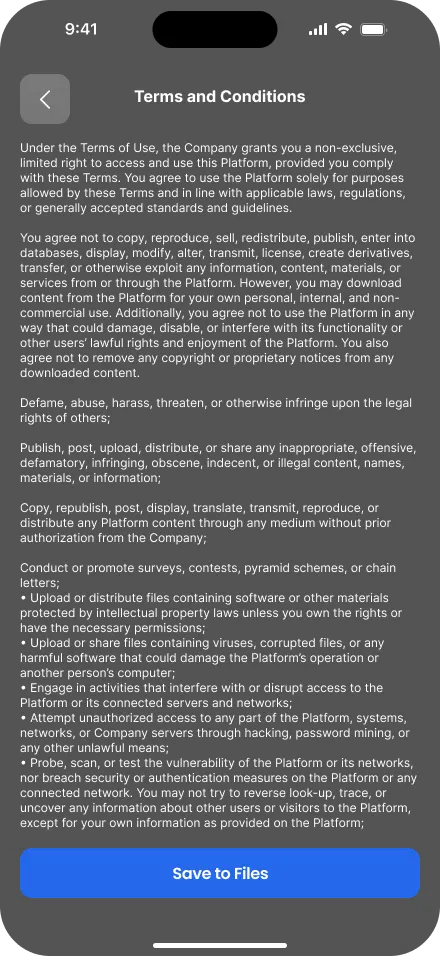 9:41
Terms and Conditions
Under the Terms of Use, the Company grants you a non-exclusive,
limited right to access and use this Platform, provided you comply
with these Terms. You agree to use the Platform solely for purposes
allowed by these Terms and in line with applicable laws, regulations,
or generally accepted standards and guidelines.
You agree not to copy, reproduce, sell, redistribute, publish, enter into
databases, display, modify, alter, transmit, license, create derivatives,
transfer, or otherwise exploit any information, content, materials, or
services from or through the Platform. However, you may download
content from the Platform for your own personal, internal, and non-
commercial use. Additionally, you agree not to use the Platform in any
way that could damage, disable, or interfere with its functionality or
other users' lawful rights and enjoyment of the Platform. You also
agree not to remove any copyright or proprietary notices from any
downloaded content.
Defame, abuse, harass, threaten, or otherwise infringe upon the legal
rights of others;
Publish, post, upload, distribute, or share any inappropriate, offensive,
defamatory, infringing, obscene, indecent, or illegal content, names,
materials, or information;
Copy, republish, post, display, translate, transmit, reproduce, or
distribute any Platform content through any medium without prior
authorization from the Company;
Conduct or promote surveys, contests, pyramid schemes, or chain
letters;
• Upload or distribute files containing software or other materials
protected by intellectual property laws unless you own the rights or
have the necessary permissions;
• Upload or share files containing viruses, corrupted files, or any
harmful software that could damage the Platform's operation or
another person's computer;
• Engage in activities that interfere with or disrupt access to the
Platform or its connected servers and networks;
• Attempt unauthorized access to any part of the Platform, systems,
networks, or Company servers through hacking, password mining, or
any other unlawful means;
• Probe, scan, or test the vulnerability of the Platform or its networks,
nor breach security or authentication measures on the Platform or any
connected network. You may not try to reverse look-up, trace, or
uncover any information about other users or visitors to the Platform,
except for your own information as provided on the Platform;
Save to Files